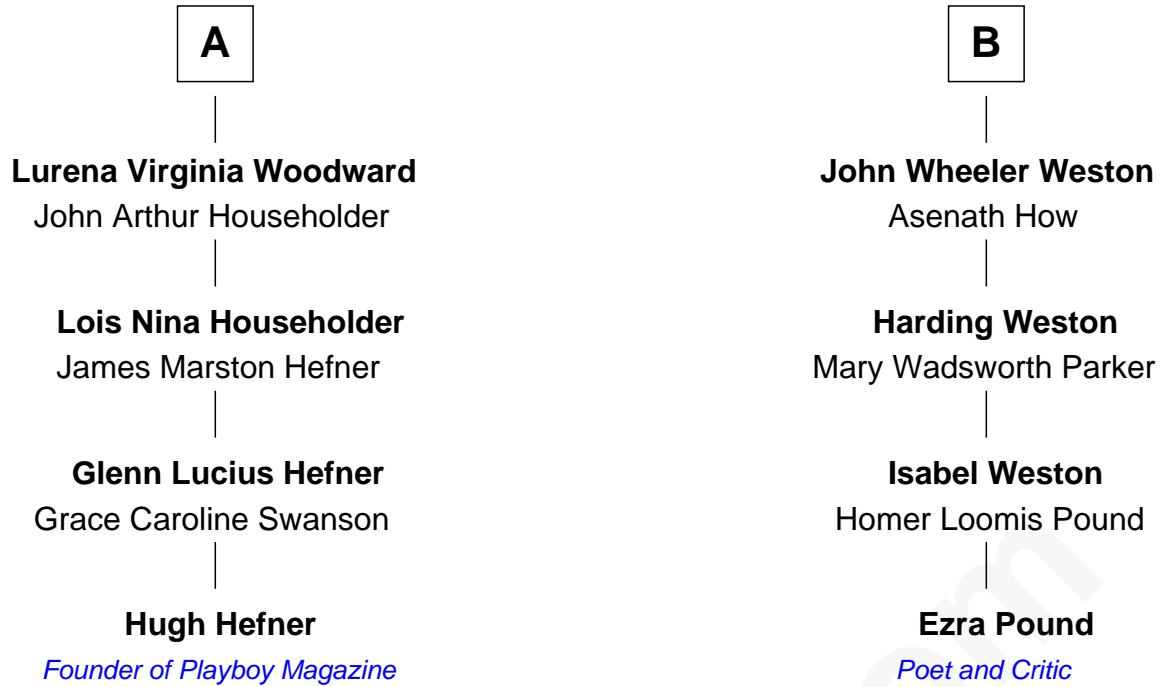 A
B
Lurena Virginia Woodward
John Arthur Householder
John Wheeler Weston
Asenath How
Lois Nina Householder
James Marston Hefner
Harding Weston
Mary Wadsworth Parker
Glenn Lucius Hefner
Grace Caroline Swanson
Isabel Weston
Homer Loomis Pound
Hugh Hefner
Founder of Playboy Magazine
Ezra Pound
Poet and Critic